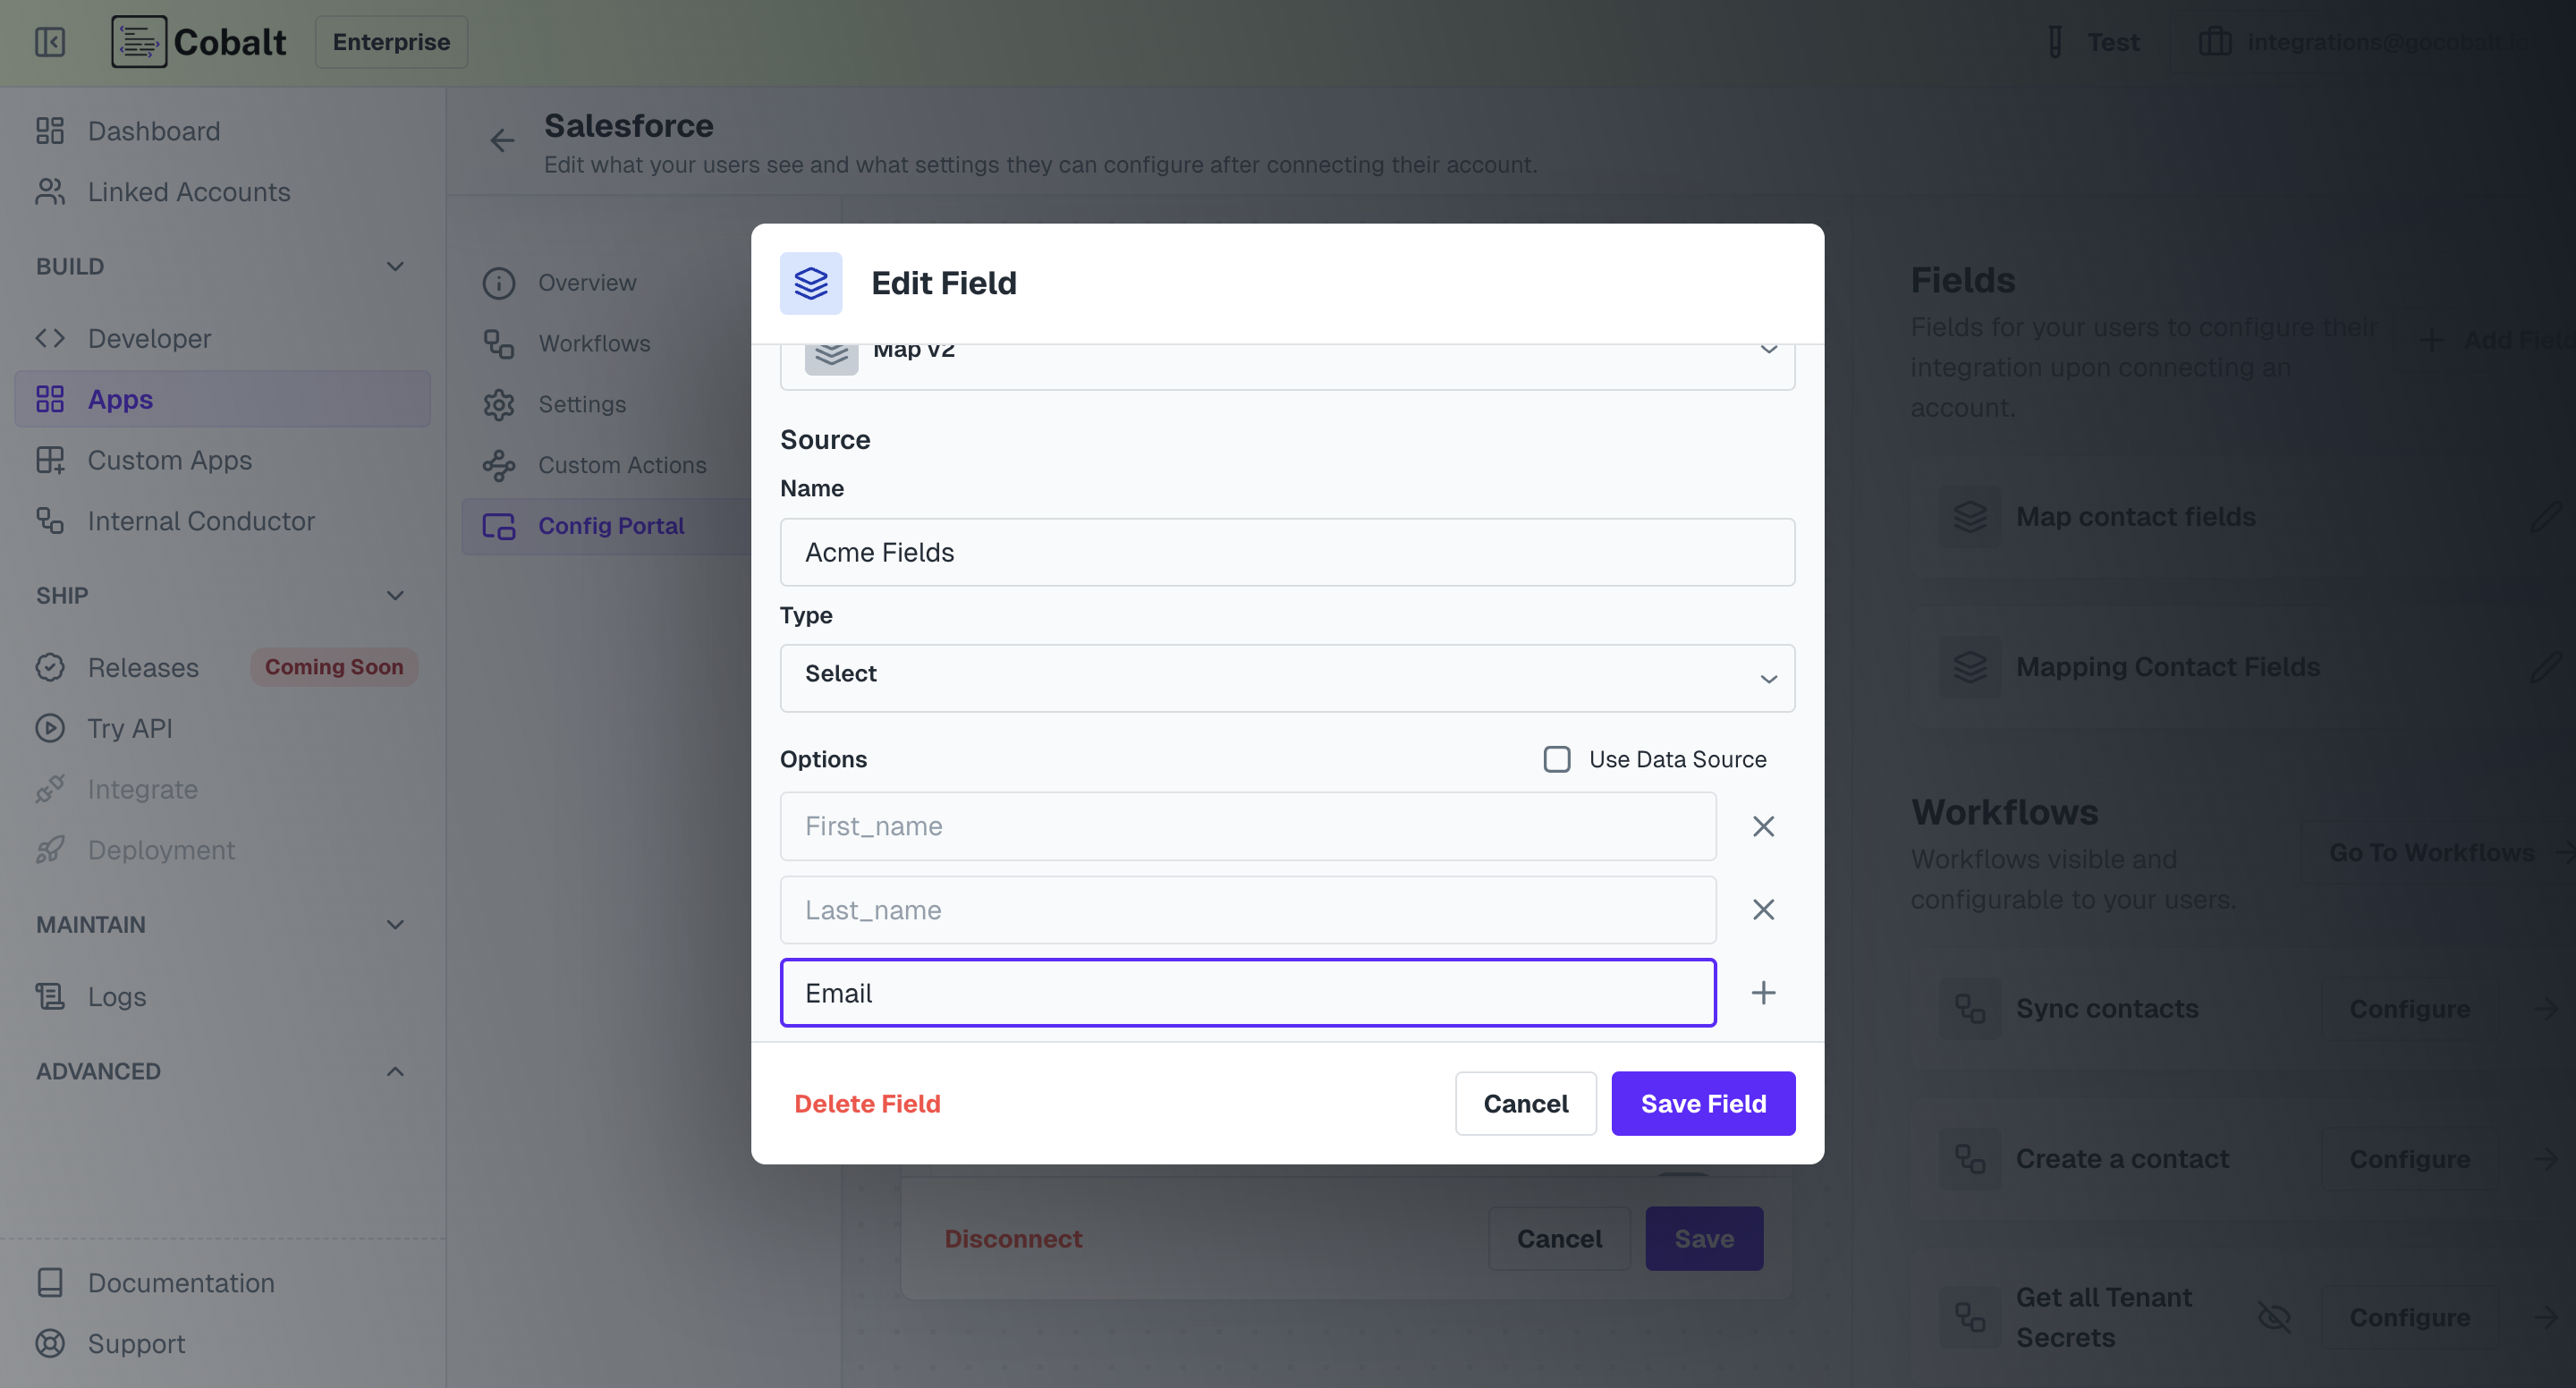 Cobalt
Enterprise
Test
integrations@gocobalt.io
Dashboard
Linked Accounts
BUILD
Developer
Apps
Custom Apps
Internal Conductor
SHIP
Releases
Coming Soon
Try API
Integrate
Deployment
MAINTAIN
Logs
ADVANCED
Documentation
Support
Salesforce
Edit what your users see and what settings they can configure after connecting their account.
Overview
Workflows
Settings
Custom Actions
Config Portal
Edit Field
Map v2
Source
Name
Acme Fields
Type
Select
Options
Use Data Source
First_name
Last_name
Email
Delete Field
Cancel
Save Field
Disconnect
Cancel
Save
Fields
Fields for your users to configure their
integration upon connecting an
account.
Add Field
Map contact fields
Mapping Contact Fields
Workflows
Workflows visible and
configurable to your users.
Go To Workflows
Sync contacts
Configure
Create a contact
Configure
Get all Tenant
Secrets
Configure